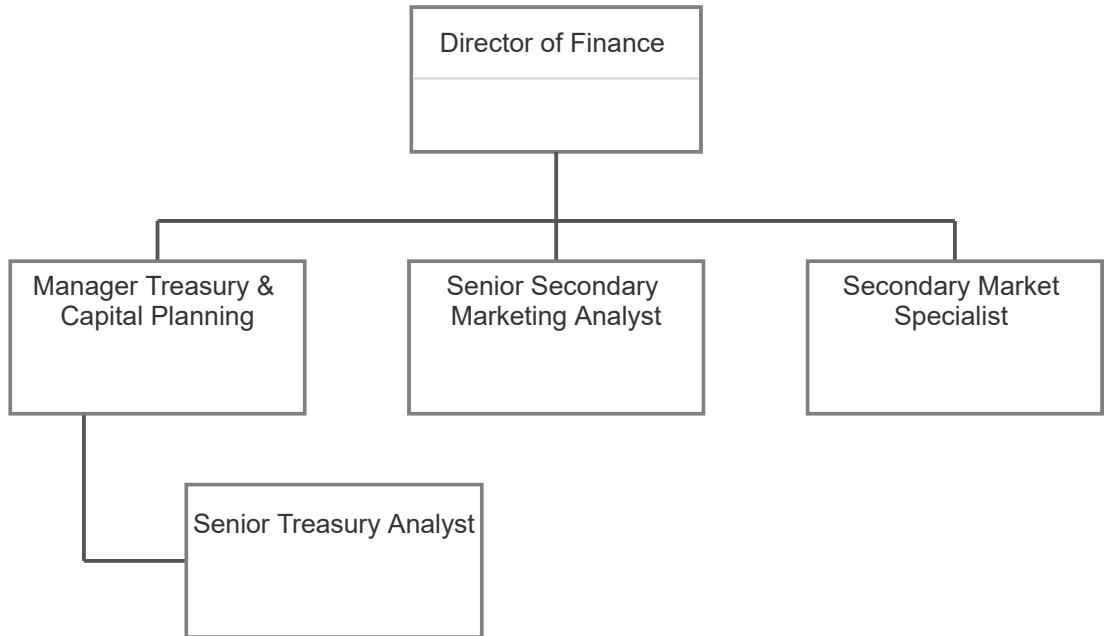 Director of Finance
Manager Treasury &
Capital Planning
Senior Secondary
Marketing Analyst
Secondary Market
Specialist
Senior Treasury Analyst